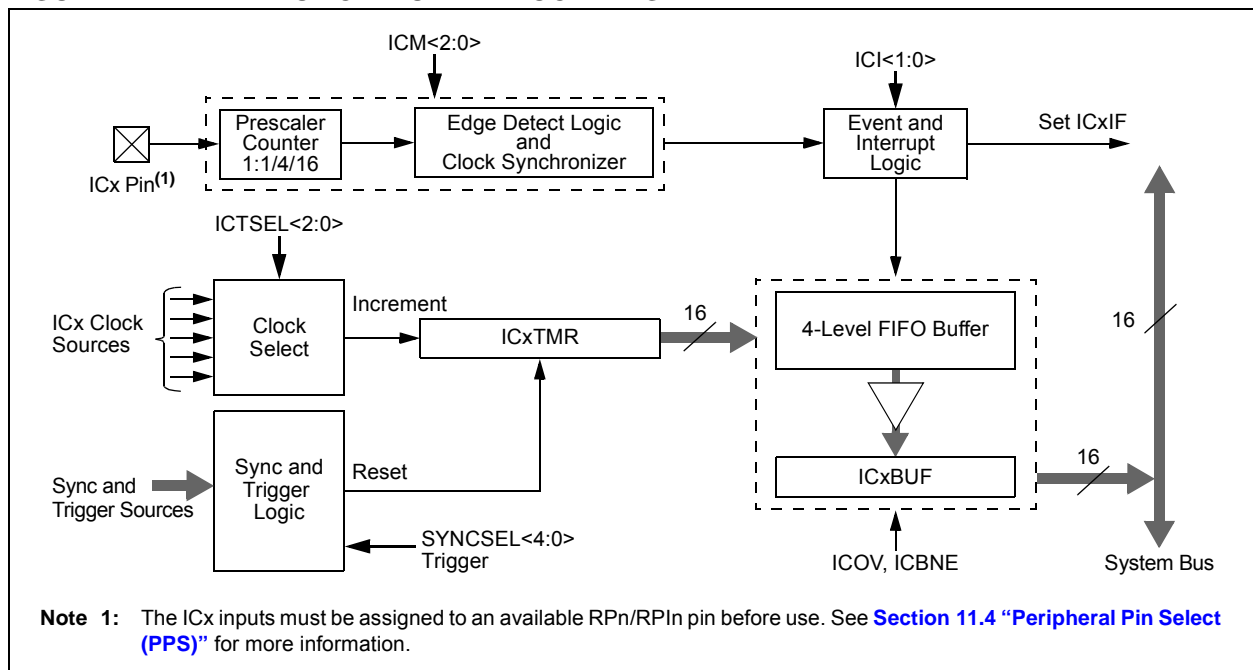 ICM<2:0>
ICI<1:0>
Prescaler
Counter
1:1/4/16
Edge Detect Logic
and
Clock Synchronizer
Event and
Interrupt
Logic
Set ICxIF
ICx Pin(1)
ICTSEL<2:0>
ICx Clock
Sources
Clock
Select
Increment
ICxTMR
16
4-Level FIFO Buffer
16
Sync and
Trigger Sources
Sync and
Trigger
Logic
Reset
ICxBUF
16
SYNCSEL<4:0>
Trigger
ICOV, ICBNE
System Bus
Note 1: The ICx inputs must be assigned to an available RPn/RPIn pin before use. See Section 11.4 “Peripheral Pin Select
(PPS)” for more information.